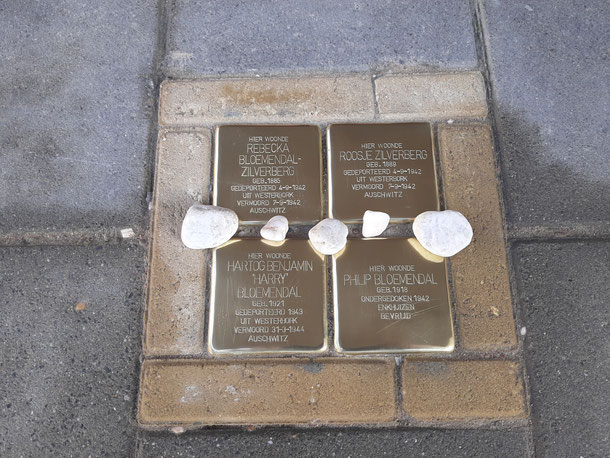 HIER WOONDE
REBECKA
BLOEMENDAL-
ZILVERBERG
GEB. 1885
GEDEPORTEERD 4-9-1942
UIT WESTERBORK
VERMOORD 7-9-1942
AUSCHWITZ
HIER WOONDE
ROOSJE ZILVERBERG
GEB. 1889
GEDEPORTEERD 4-9-1942
UIT WESTERBORK
VERMOORD 7-9-1942
AUSCHWITZ
HIER WOONDE
HARTOG BENJAMIN
'HARRY'
BLOEMENDAL
GEB. 1921
GEDEPORTEERD 1943
UIT WESTERBORK
VERMOORD 31-3-1944
AUSCHWITZ
HIER WOONDE
PHILIP BLOEMENDAL
GEB. 1918
ONDERGEDOKEN 1942
ENKHUIZEN
BEVRIJD